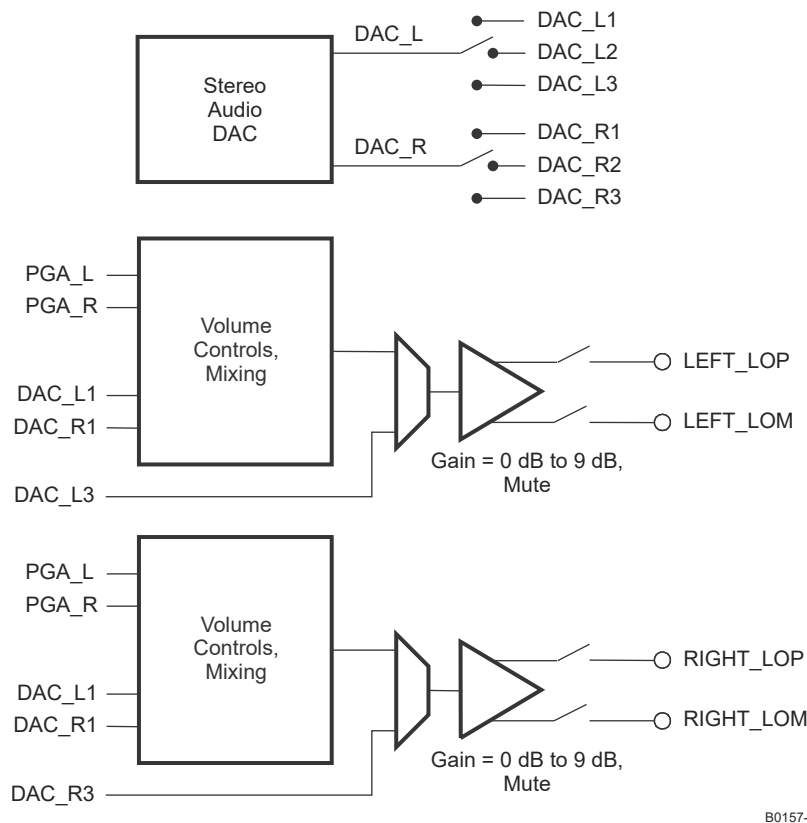 DAC_L
DAC_L1
DAC_L2
DAC_L3
Stereo
Audio
DAC
DAC_R
DAC_R1
DAC_R2
DAC_R3
PGA_L
PGA_R
DAC_L1
DAC_R1
DAC_L3
Volume
Controls,
Mixing
LEFT_LOP
LEFT_LOM
Gain = 0 dB to 9 dB,
Mute
PGA_L
PGA_R
DAC_L1
DAC_R1
DAC_R3
Volume
Controls,
Mixing
RIGHT_LOP
RIGHT_LOM
Gain = 0 dB to 9 dB,
Mute
B0157-